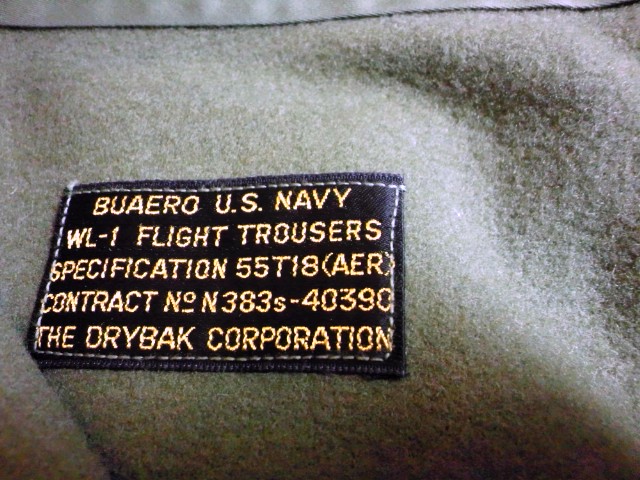 BUAERO U.S. NAVY
WL-1 FLIGHT TROUSERS
SPECIFICATION 55T18(AER)
CONTRACT Nº N383s-40390
THE DRYBAK CORPORATION